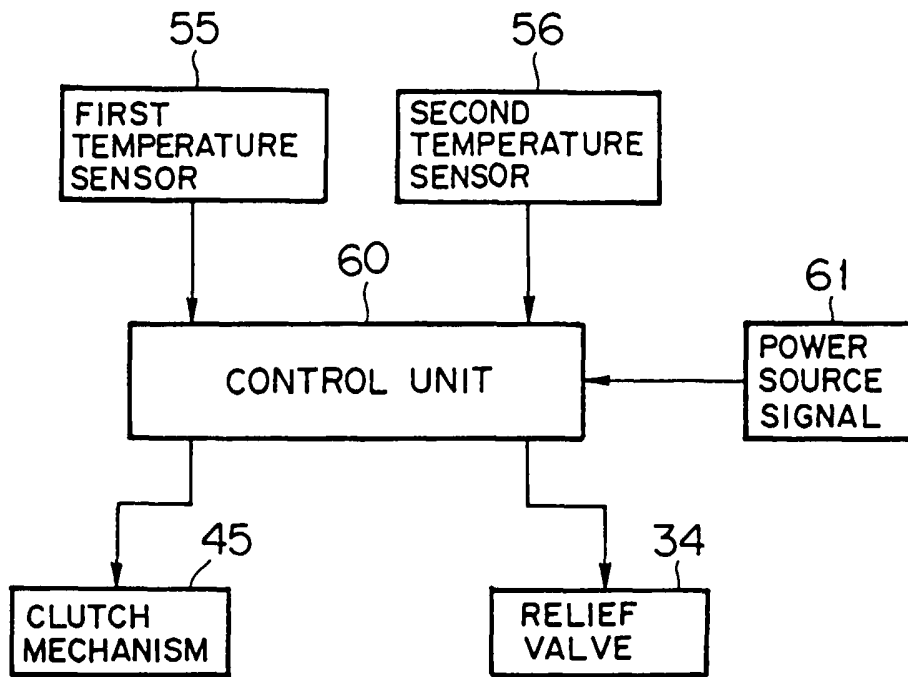 55
56
FIRST
TEMPERATURE
SENSOR
SECOND
TEMPERATURE
SENSOR
60
61
CONTROL UNIT
POWER
SOURCE
SIGNAL
45
34
CLUTCH
MECHANISM
RELIEF
VALVE